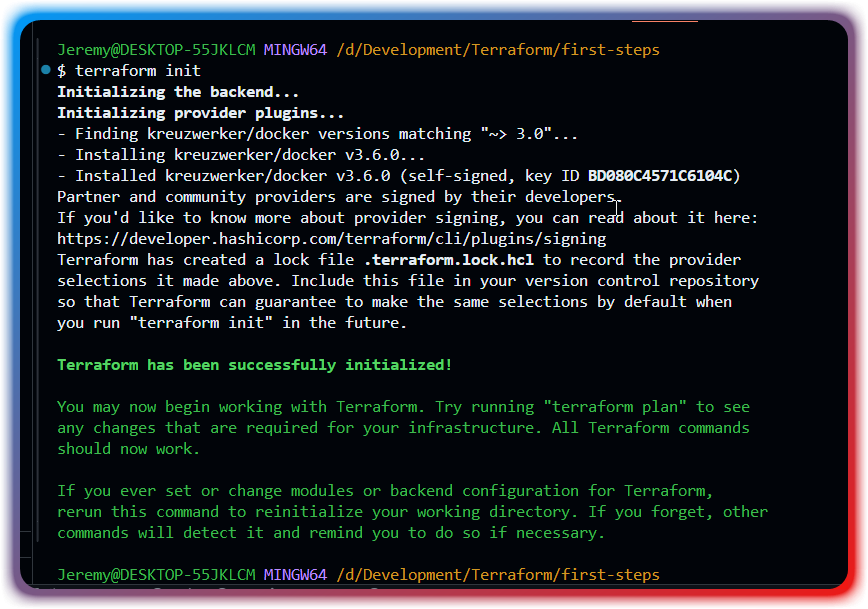 Jeremy@DESKTOP-55JKLCM MINGW64 /d/Development/Terraform/first-steps
$ terraform init
Initializing the backend...
Initializing provider plugins...
- Finding kreuzwerker/docker versions matching "~> 3.0"...
- Installing kreuzwerker/docker v3.6.0...
- Installed kreuzwerker/docker v3.6.0 (self-signed, key ID BD080C4571C6104C)
Partner and community providers are signed by their developers.
If you'd like to know more about provider signing, you can read about it here:
https://developer.hashicorp.com/terraform/cli/plugins/signing
Terraform has created a lock file .terraform.lock.hcl to record the provider
selections it made above. Include this file in your version control repository
so that Terraform can guarantee to make the same selections by default when
you run "terraform init" in the future.
Terraform has been successfully initialized!
You may now begin working with Terraform. Try running "terraform plan" to see
any changes that are required for your infrastructure. All Terraform commands
should now work.
If you ever set or change modules or backend configuration for Terraform,
rerun this command to reinitialize your working directory. If you forget, other
commands will detect it and remind you to do so if necessary.
Jeremy@DESKTOP-55JKLCM MINGW64 /d/Development/Terraform/first-steps